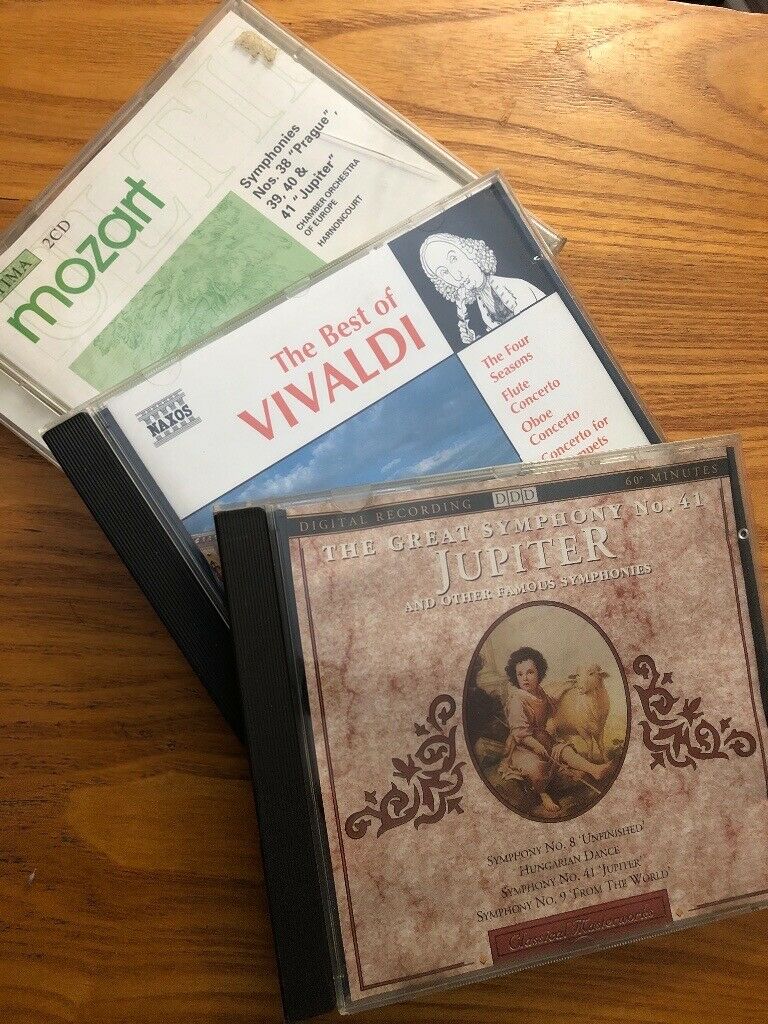 TIMA
2CD
mozart
Symphonies
Nos. 38 "Prague",
39, 40 &
41 "Jupiter"
CHAMBER ORCHESTRA
OF EUROPE
HARNONCOURT
NAXOS
The Best of
VIVALDI
The Four
Seasons
Flute
Concerto
Oboe
Concerto
Concerto for
DIGITAL RECORDING DDD 60+ MINUTES
THE GREAT SYMPHONY NO. 41
JUPITER
AND OTHER FAMOUS SYMPHONIES
SYMPHONY NO. 8 'UNFINISHED'
HUNGARIAN DANCE
SYMPHONY NO. 41 'JUPITER'
SYMPHONY NO. 9 'FROM THE WORLD'
Classical Masterworks